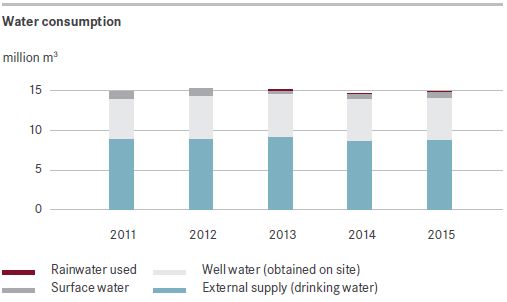 Water consumption
million m³
15
10
5
0
2011 2012 2013 2014 2015
Rainwater used Well water (obtained on site)
Surface water External supply (drinking water)